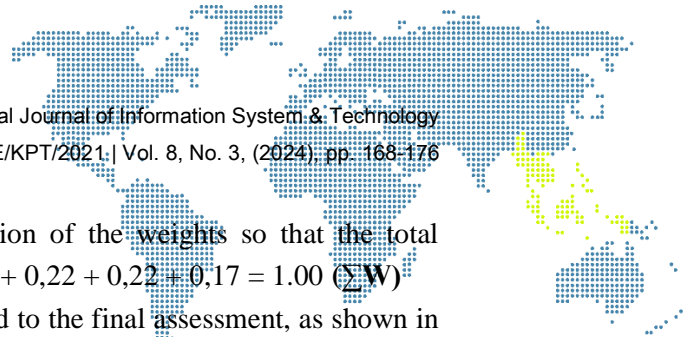 al Journal of Information System & Technology
E/KPT/2021 | Vol. 8, No. 3, (2024), pp. 168-176
ion of the weights so that the total
+ 0,22 + 0,22 + 0,17 = 1.00 (∑W)
d to the final assessment, as shown in